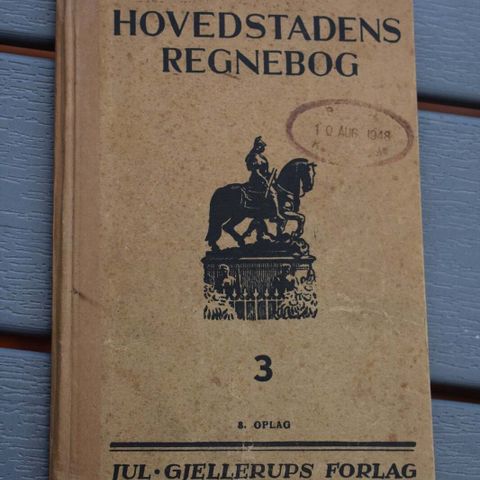 HOVEDSTADENS
REGNEBOG
10 AUG. 1948
3
8. OPLAG
JUL • GJELLERUPS FORLAG